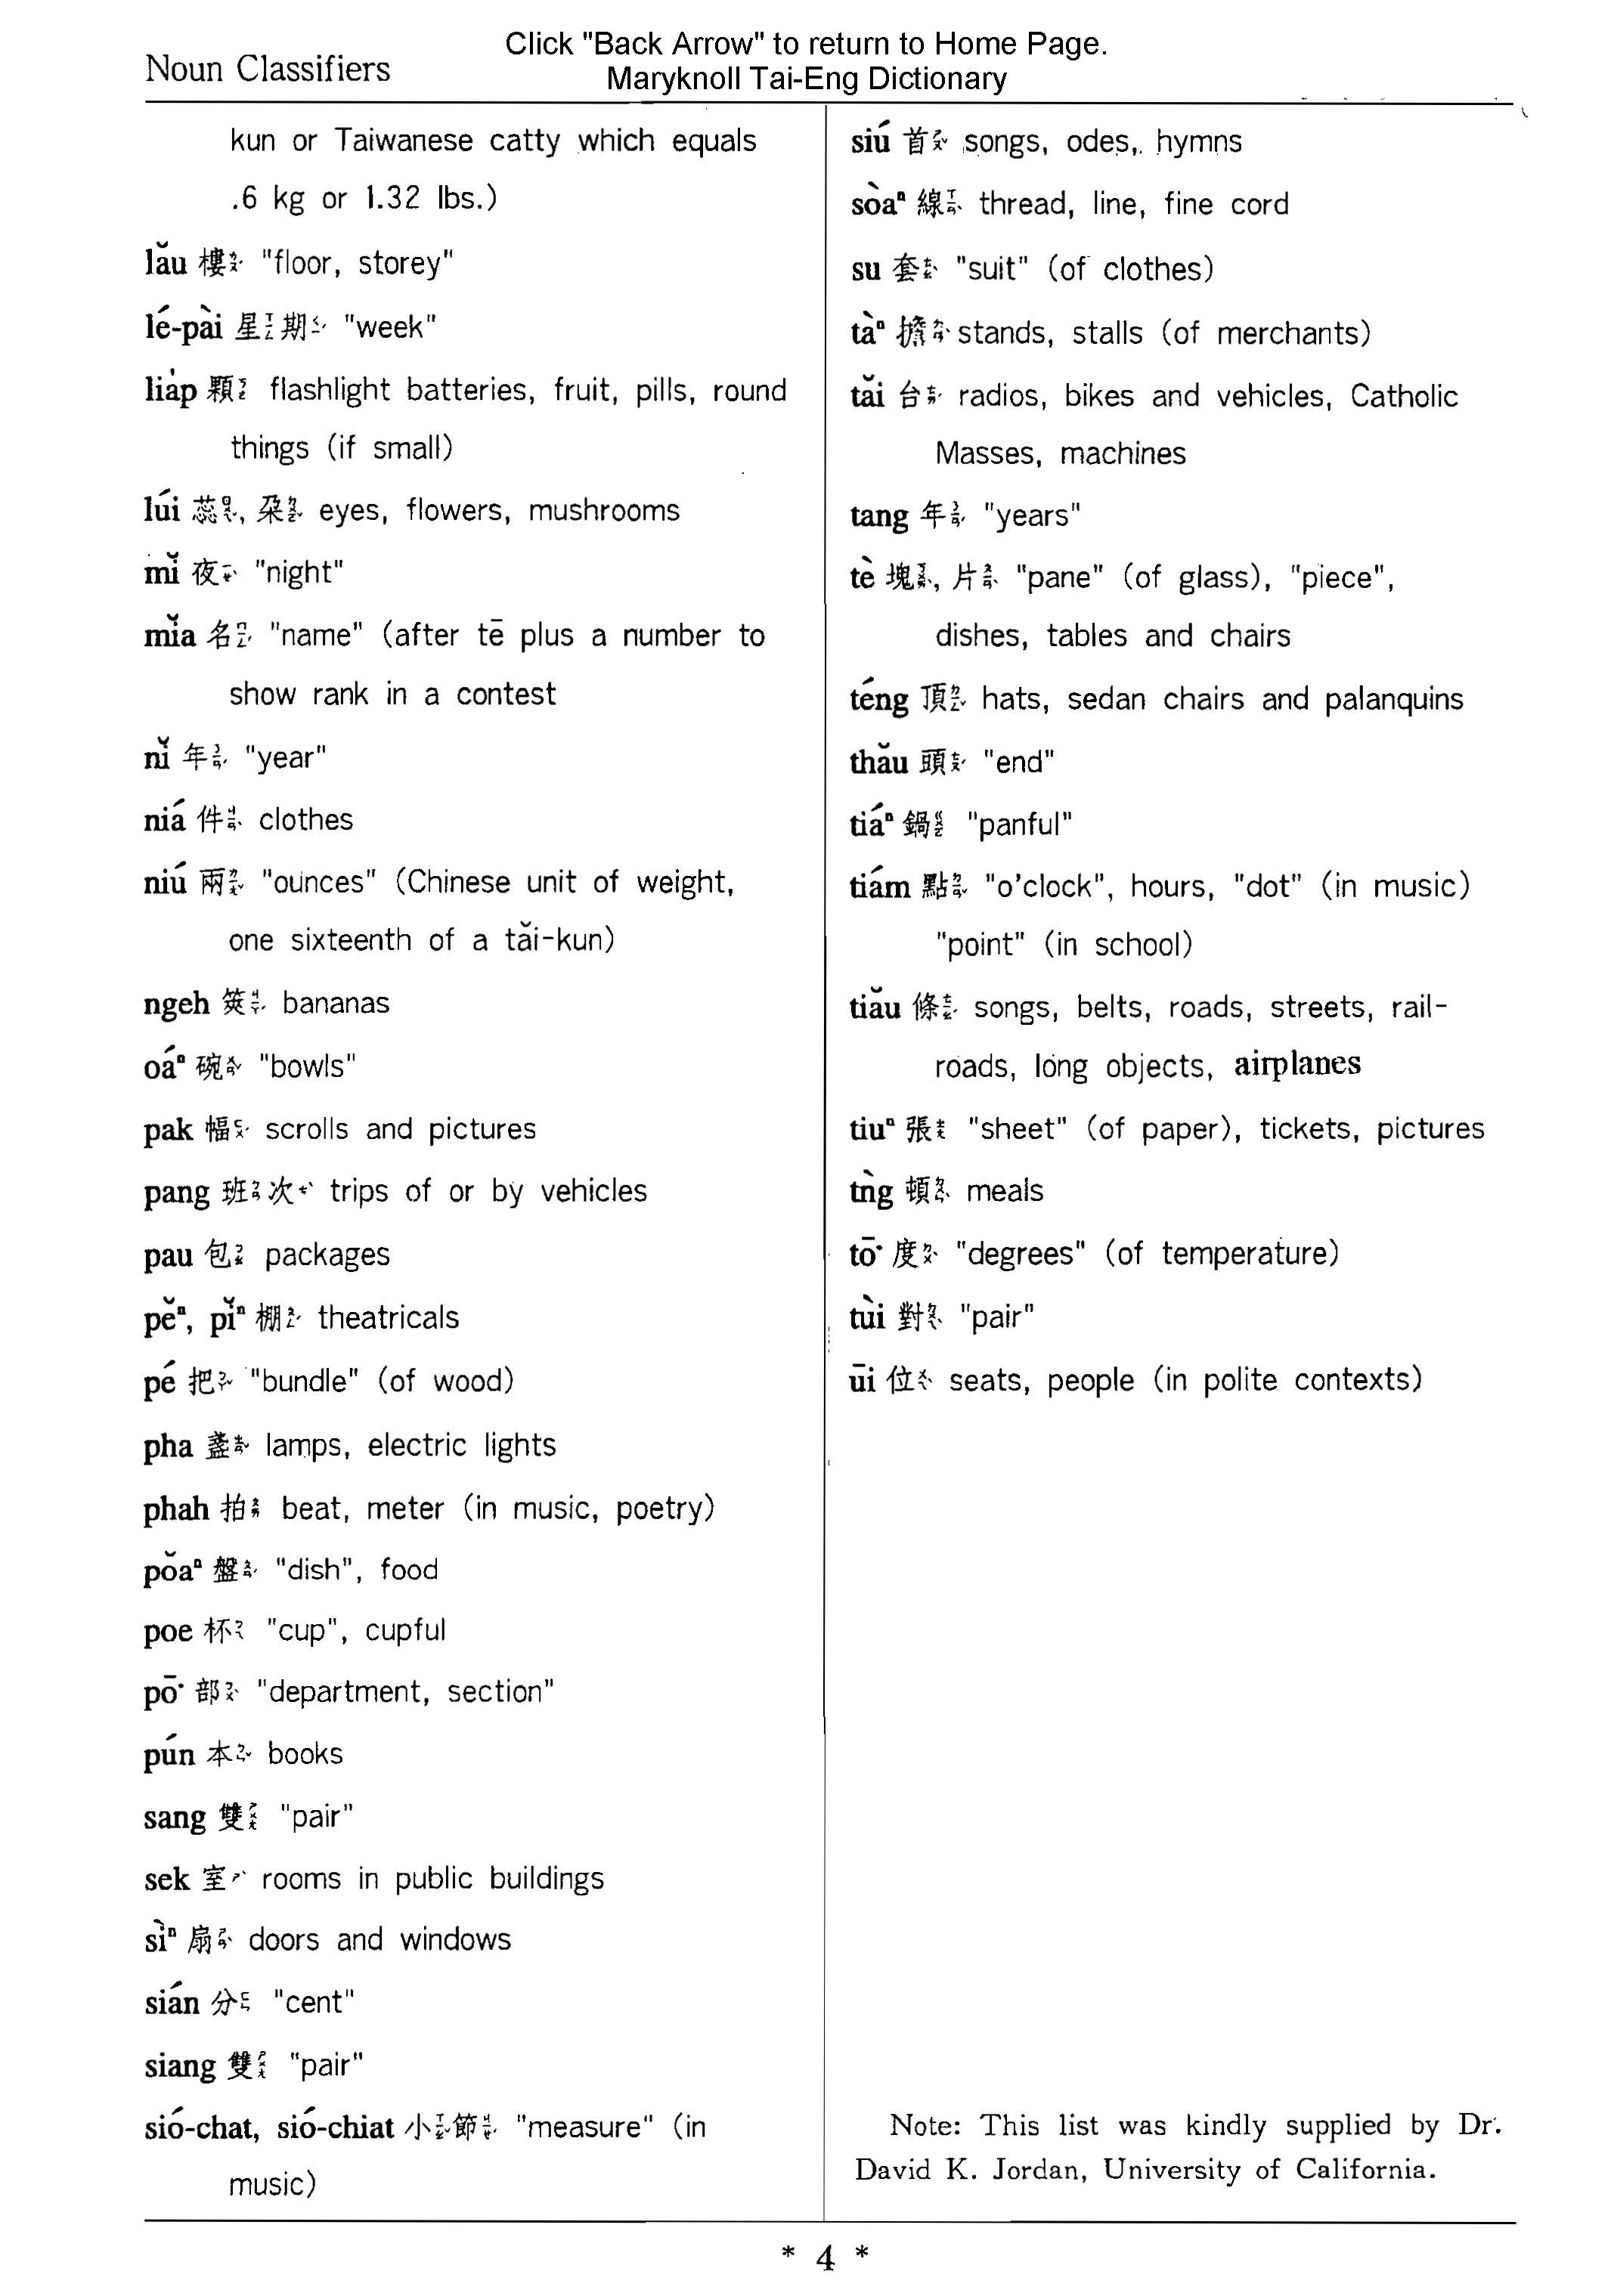 Click "Back Arrow" to return to Home Page.
Maryknoll Tai-Eng Dictionary
Noun Classifiers
kun or Taiwanese catty which equals
.6 kg or 1.32 lbs.)
lǎu 樓 "floor, storey"
lé-pài 星期 "week"
lia̍p 顆 flashlight batteries, fruit, pills, round
things (if small)
lúi 蕊, 朶 eyes, flowers, mushrooms
mǐ 夜 "night"
mǐa 名 "name" (after tē plus a number to
show rank in a contest
nǐ 年 "year"
niá 件 clothes
niú 兩 "ounces" (Chinese unit of weight,
one sixteenth of a tǎi-kun)
ngeh 筴 bananas
oáⁿ 碗 "bowls"
pak 幅 scrolls and pictures
pang 班次 trips of or by vehicles
pau 包 packages
pěⁿ, pǐⁿ 棚 theatricals
pé 把 "bundle" (of wood)
pha 盞 lamps, electric lights
phah 拍 beat, meter (in music, poetry)
pǒaⁿ 盤 "dish", food
poe 杯 "cup", cupful
pō͘ 部 "department, section"
pún 本 books
sang 雙 "pair"
sek 室 rooms in public buildings
sìⁿ 扇 doors and windows
sián 分 "cent"
siang 雙 "pair"
sió-chat, sió-chiat 小節 "measure" (in
music)
siú 首 songs, odes, hymns
sòaⁿ 線 thread, line, fine cord
su 套 "suit" (of clothes)
tàⁿ 擔 stands, stalls (of merchants)
tǎi 台 radios, bikes and vehicles, Catholic
Masses, machines
tang 年 "years"
tè 塊, 片 "pane" (of glass), "piece",
dishes, tables and chairs
téng 頂 hats, sedan chairs and palanquins
thǎu 頭 "end"
tiáⁿ 鍋 "panful"
tiám 點 "o'clock", hours, "dot" (in music)
"point" (in school)
tiǎu 條 songs, belts, roads, streets, rail-
roads, long objects, airplanes
tiuⁿ 張 "sheet" (of paper), tickets, pictures
tǹg 頓 meals
tō͘ 度 "degrees" (of temperature)
tùi 對 "pair"
ūi 位 seats, people (in polite contexts)
Note: This list was kindly supplied by Dr.
David K. Jordan, University of California.
* 4 *